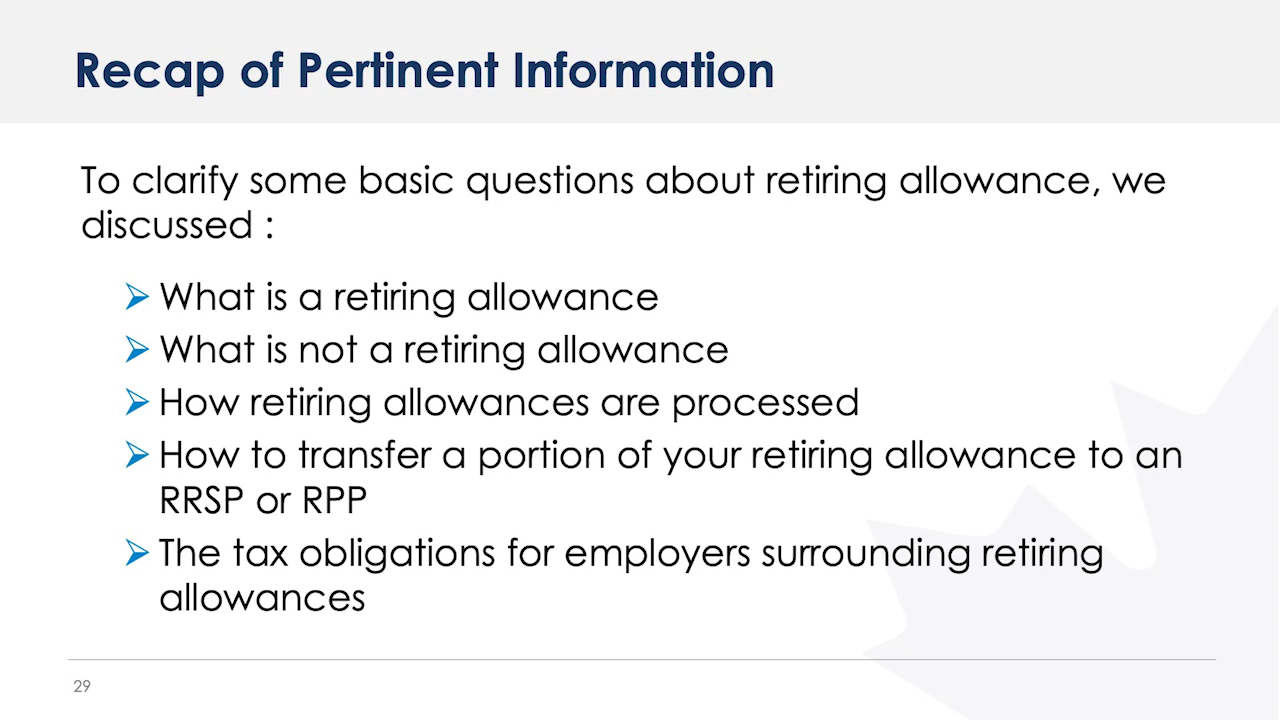 Recap of Pertinent Information
To clarify some basic questions about retiring allowance, we
discussed :
➢ What is a retiring allowance
➢ What is not a retiring allowance
➢ How retiring allowances are processed
➢ How to transfer a portion of your retiring allowance to an
RRSP or RPP
➢ The tax obligations for employers surrounding retiring
allowances
29